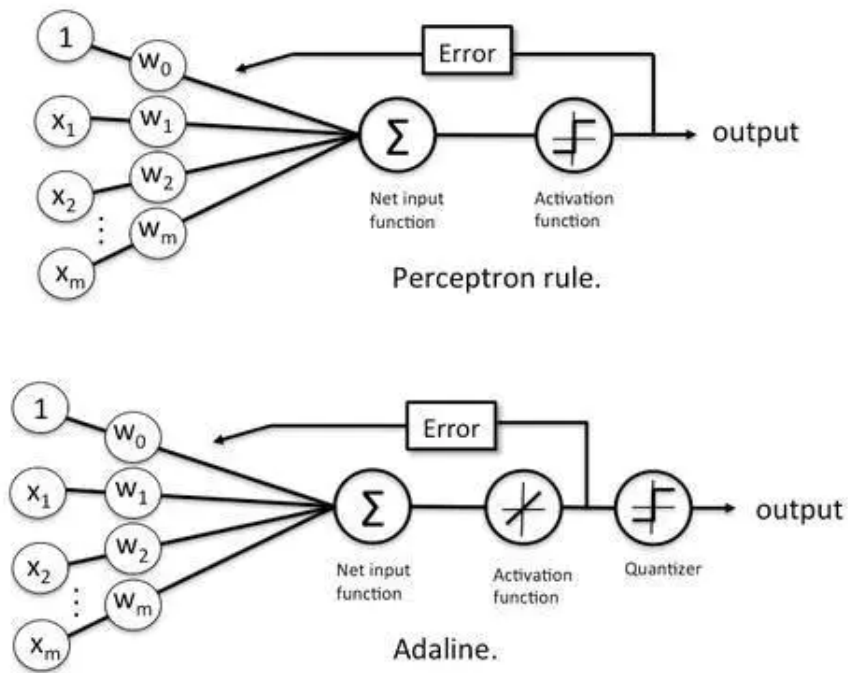 1
w0
Error
x1
w1
Σ
output
x2
w2
Net input
function
Activation
function
⋮
wm
xm
Perceptron rule.
1
w0
Error
x1
w1
Σ
output
x2
w2
Net input
function
Activation
function
Quantizer
⋮
wm
xm
Adaline.